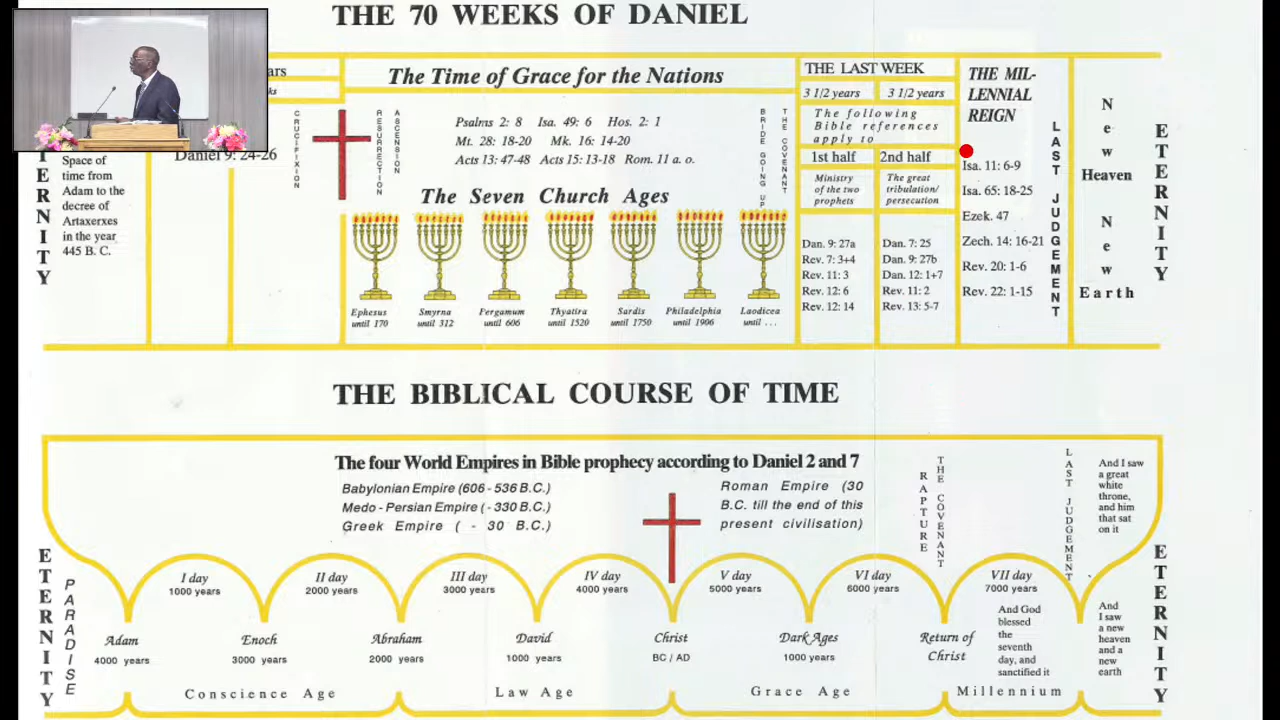 THE 70 WEEKS OF DANIEL
ars
ks
Daniel 9: 24-26
ETERNITY
Space of
time from
Adam to the
decree of
Artaxerxes
in the year
445 B. C.
CRUCIFIXION
RESURRECTION
ASCENSION
The Time of Grace for the Nations
Psalms 2: 8 Isa. 49: 6 Hos. 2: 1
Mt. 28: 18-20 Mk. 16: 14-20
Acts 13: 47-48 Acts 15: 13-18 Rom. 11 a. o.
The Seven Church Ages
BRIDE GOING UP
THE COVENANT
Ephesus
until 170
Smyrna
until 312
Pergamum
until 606
Thyatira
until 1520
Sardis
until 1750
Philadelphia
until 1906
Laodicea
until ...
THE LAST WEEK
3 1/2 years 3 1/2 years
The following
Bible references
apply to
1st half 2nd half
Ministry
of the two
prophets
The great
tribulation/
persecution
Dan. 9: 27a
Rev. 7: 3+4
Rev. 11: 3
Rev. 12: 6
Rev. 12: 14
Dan. 7: 25
Dan. 9: 27b
Dan. 12: 1+7
Rev. 11: 2
Rev. 13: 5-7
THE MIL-
LENNIAL
REIGN
Isa. 11: 6-9
Isa. 65: 18-25
Ezek. 47
Zech. 14: 16-21
Rev. 20: 1-6
Rev. 22: 1-15
LAST JUDGEMENT
New
Heaven
New
Earth
ETERNITY
THE BIBLICAL COURSE OF TIME
The four World Empires in Bible prophecy according to Daniel 2 and 7
Babylonian Empire (606 - 536 B.C.)
Medo - Persian Empire ( - 330 B.C.)
Greek Empire ( - 30 B.C.)
Roman Empire (30
B.C. till the end of this
present civilisation)
RAPTURE
THE COVENANT
LAST JUDGEMENT
And I saw
a great
white
throne,
and him
that sat
on it
ETERNITY
PARADISE
I day
1000 years
II day
2000 years
III day
3000 years
IV day
4000 years
V day
5000 years
VI day
6000 years
VII day
7000 years
And God
blessed
the
seventh
day, and
sanctified it
And
I saw
a new
heaven
and a
new
earth
ETERNITY
Adam
4000 years
Enoch
3000 years
Abraham
2000 years
David
1000 years
Christ
BC / AD
Dark Ages
1000 years
Return of
Christ
Conscience Age
Law Age
Grace Age
Millennium